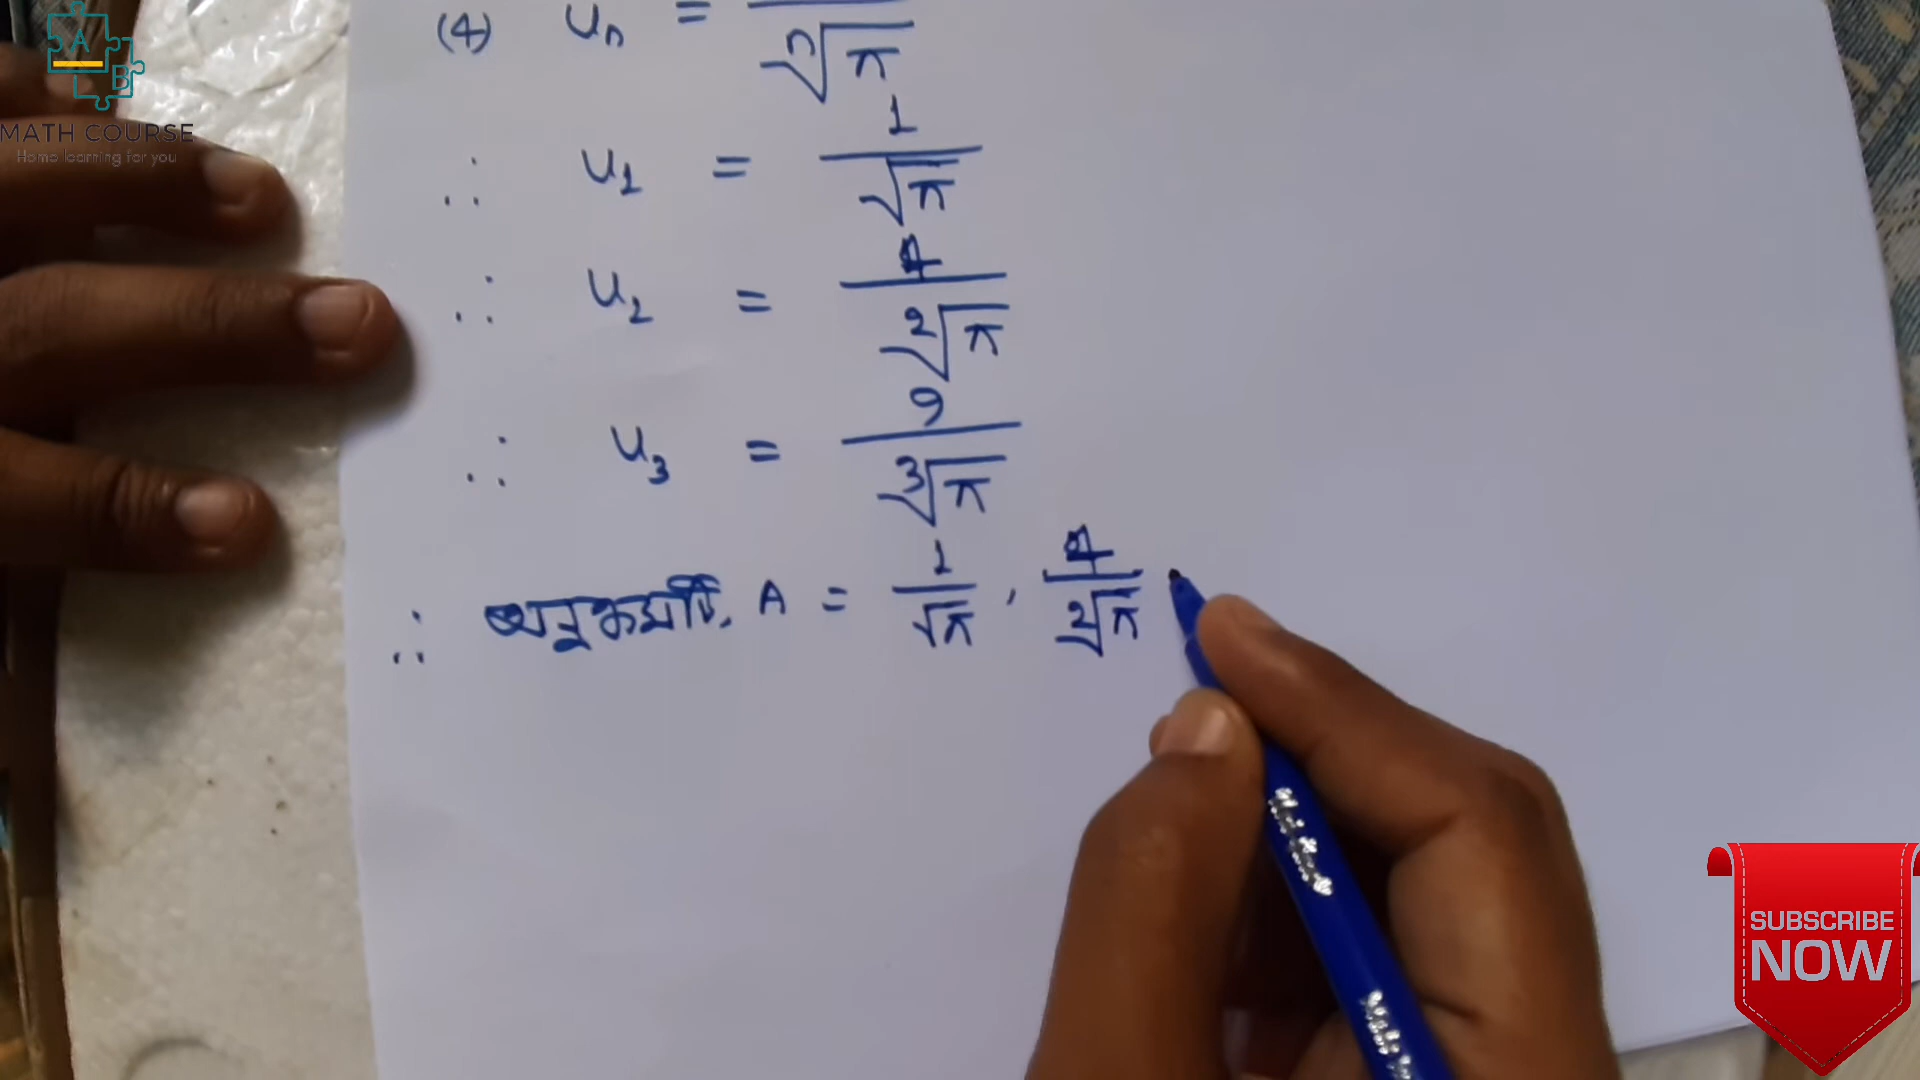 (4) Uₙ = ⁿ√π
∴ U₁ = 1/√π
∴ U₂ = 4/²√π
∴ U₃ = 9/³√π
∴ অনুক্রমটি, A = 1/√π , 4/²√π
MATH COURSE
Home learning for you
A
B
SUBSCRIBE
NOW